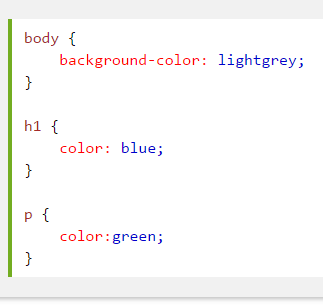 body {
    background-color: lightgrey;
}

h1 {
    color: blue;
}

p {
    color:green;
}